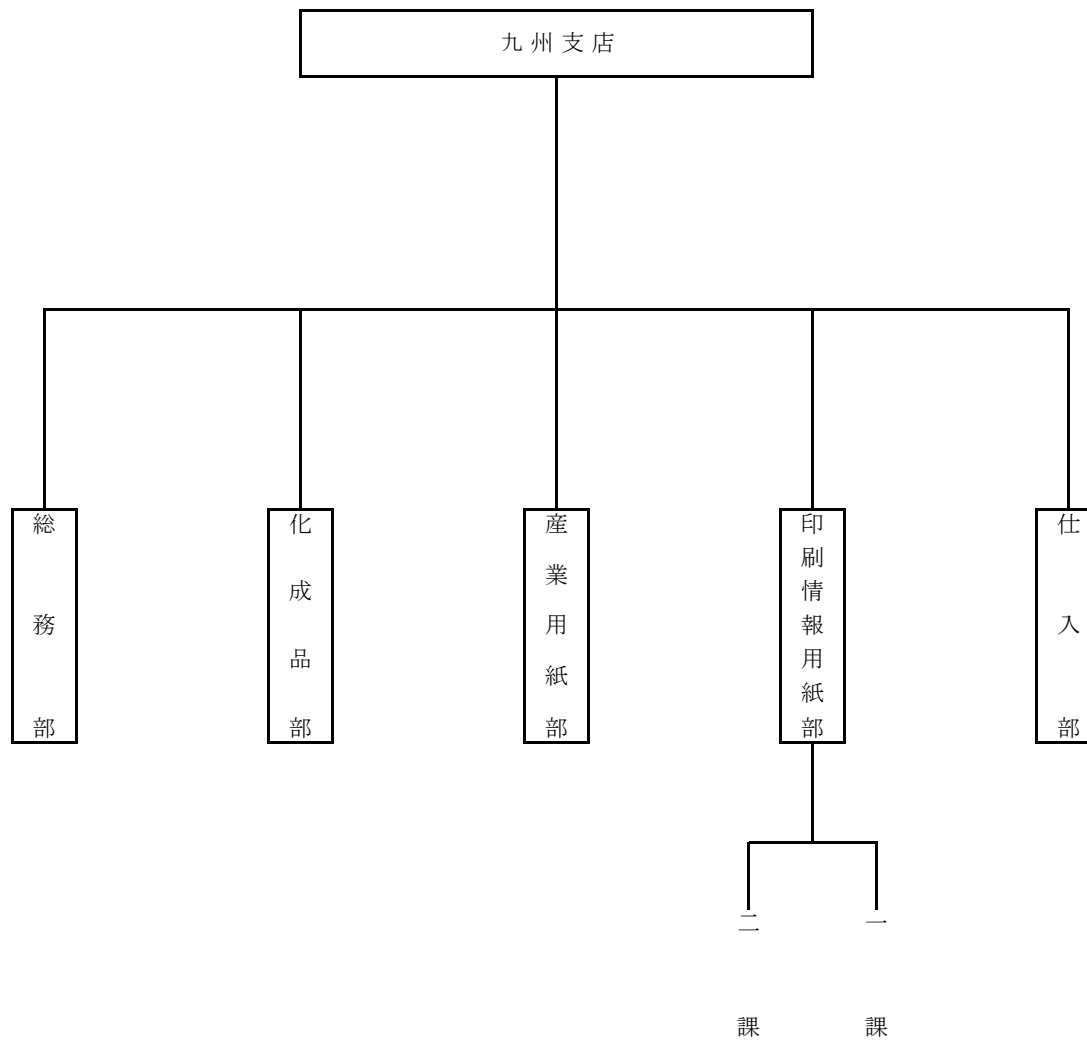 九州支店
仕入部
印刷情報用紙部
産業用紙部
化成品部
総務部
一課
二課